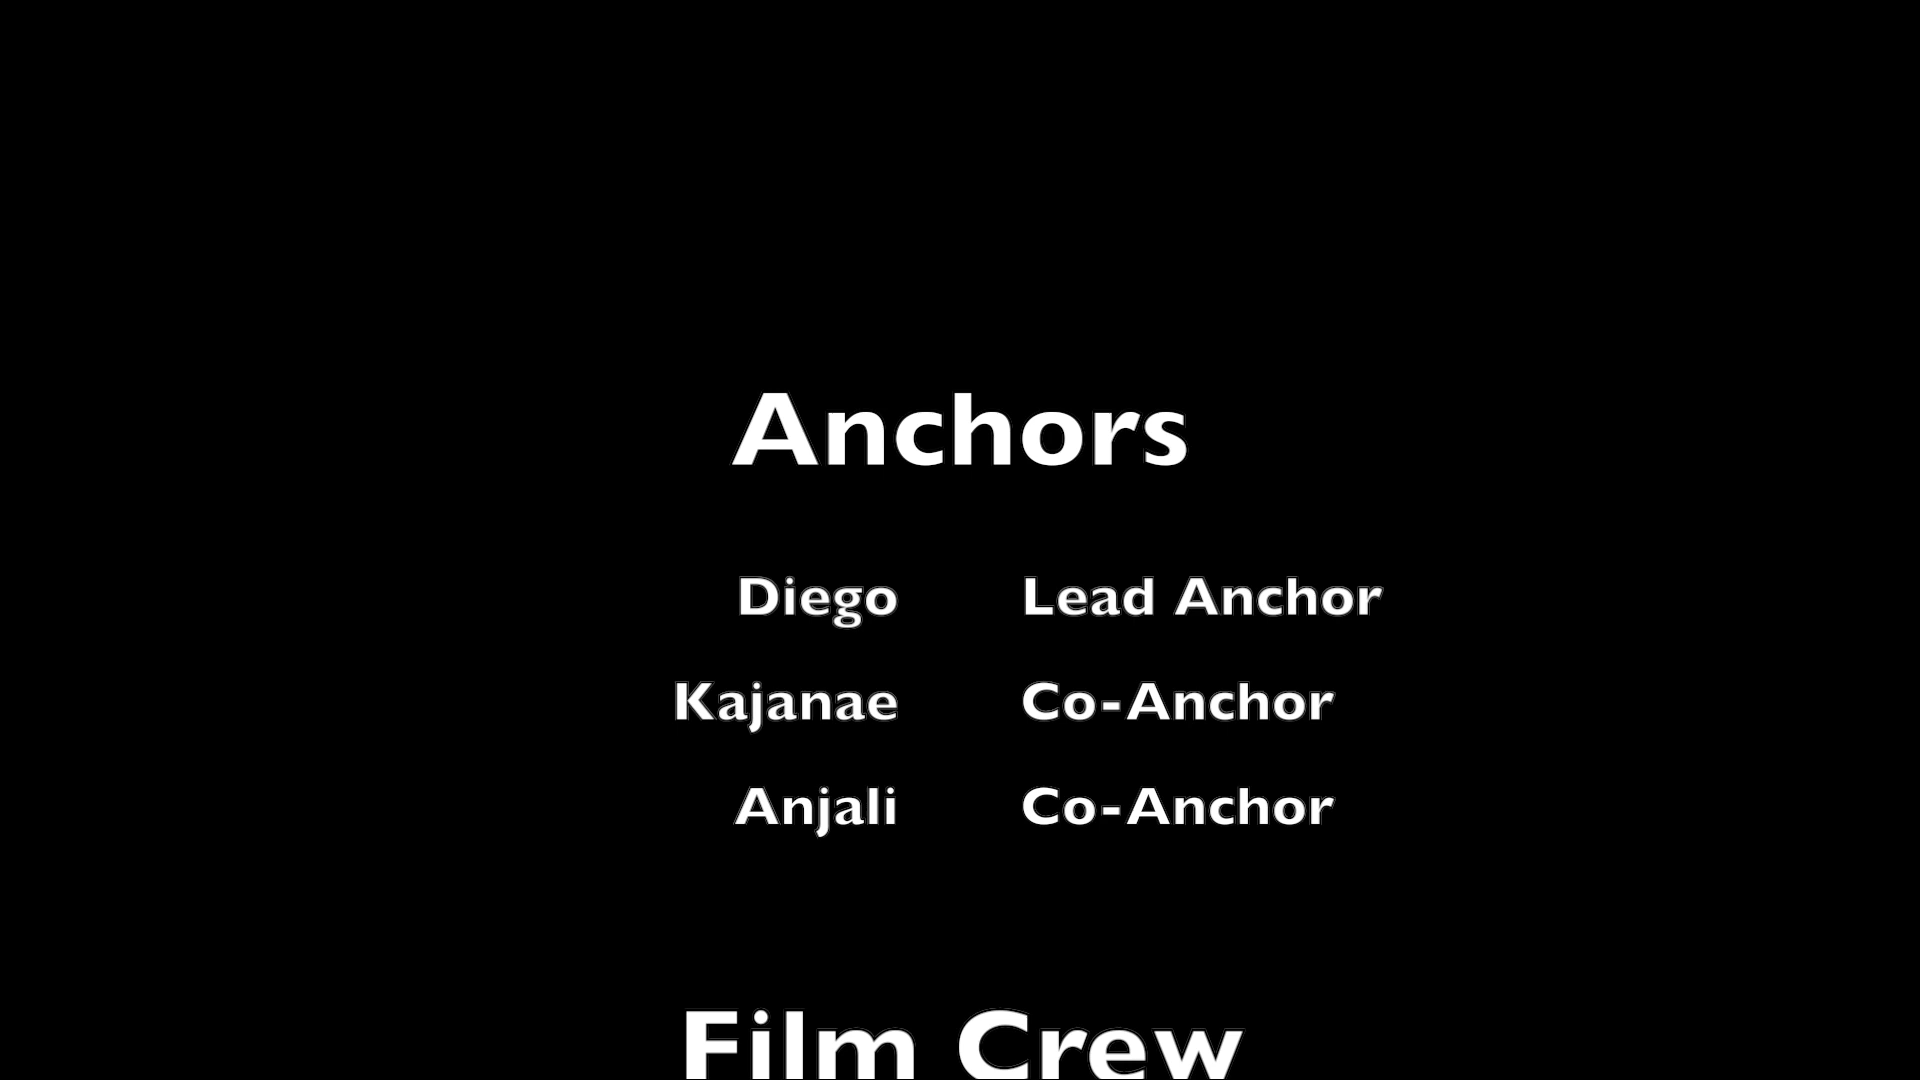 Anchors
Diego Lead Anchor
Kajanae Co-Anchor
Anjali Co-Anchor
Film Crew